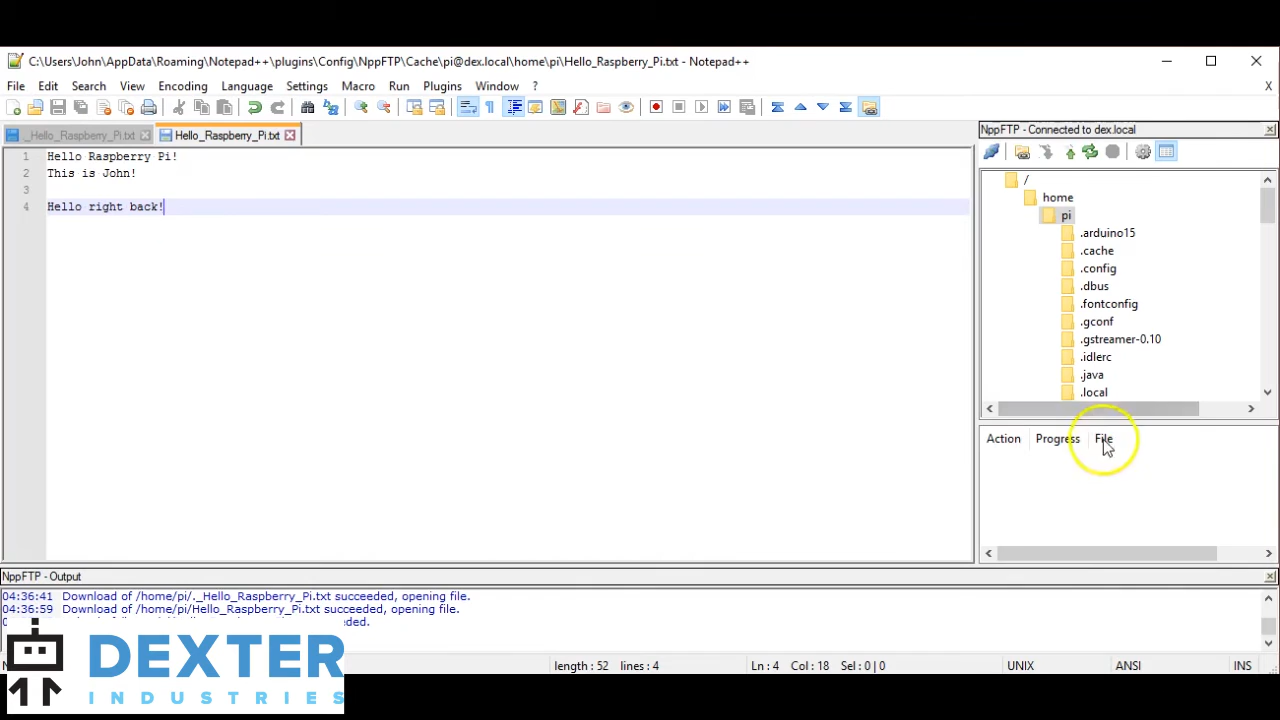 C:\Users\John\AppData\Roaming\Notepad++\plugins\Config\NppFTP\Cache\pi@dex.local\home\pi\Hello_Raspberry_Pi.txt - Notepad++
File Edit Search View Encoding Language Settings Macro Run Plugins Window ? X
._Hello_Raspberry_Pi.txt Hello_Raspberry_Pi.txt
1 Hello Raspberry Pi!
2 This is John!
3
4 Hello right back!
NppFTP - Connected to dex.local
/
home
pi
.arduino15
.cache
.config
.dbus
.fontconfig
.gconf
.gstreamer-0.10
.idlerc
.java
.local
Action Progress File
NppFTP - Output
04:36:41 Download of /home/pi/._Hello_Raspberry_Pi.txt succeeded, opening file.
04:36:59 Download of /home/pi/Hello_Raspberry_Pi.txt succeeded, opening file.
length : 52 lines : 4 Ln : 4 Col : 18 Sel : 0 | 0 UNIX ANSI INS
DEXTER
INDUSTRIES